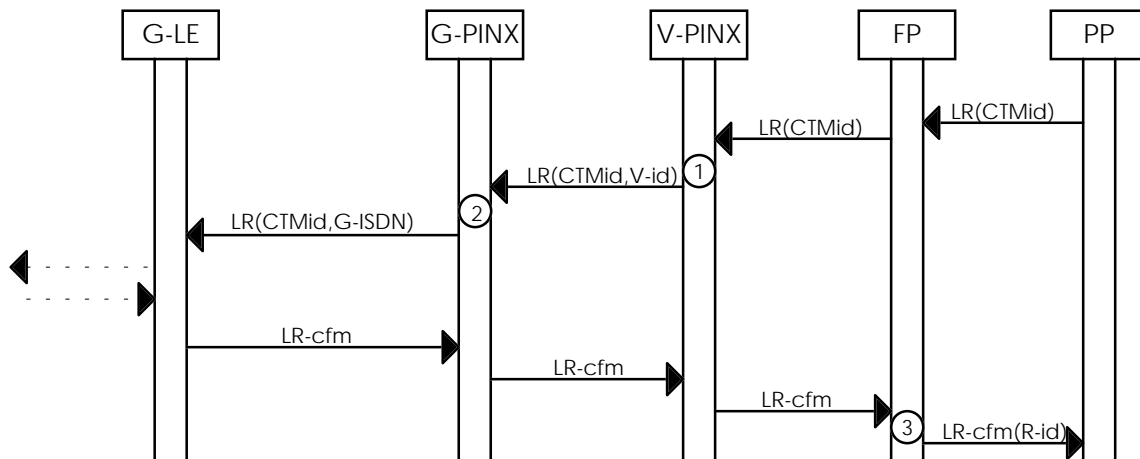 G-LE
G-PINX
V-PINX
FP
PP
LR(CTMid)
LR(CTMid)
LR(CTMid,V-id)
1
2
LR(CTMid,G-ISDN)
LR-cfm
LR-cfm
LR-cfm
3
LR-cfm(R-id)